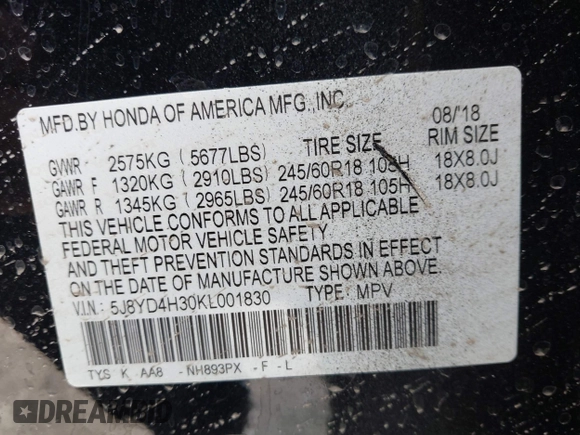 MFD.BY HONDA OF AMERICA MFG.,INC. 08/'18
TIRE SIZE RIM SIZE
GVWR 2575KG (5677LBS)
GAWR F 1320KG (2910LBS) 245/60R18 105H 18X8.0J
GAWR R 1345KG (2965LBS) 245/60R18 105H 18X8.0J
THIS VEHICLE CONFORMS TO ALL APPLICABLE
FEDERAL MOTOR VEHICLE SAFETY
AND THEFT PREVENTION STANDARDS IN EFFECT
ON THE DATE OF MANUFACTURE SHOWN ABOVE.
V.I.N.: 5J8YD4H30KL001830 TYPE: MPV
TYS K AA8 -NH893PX -F -L
DREAMBID